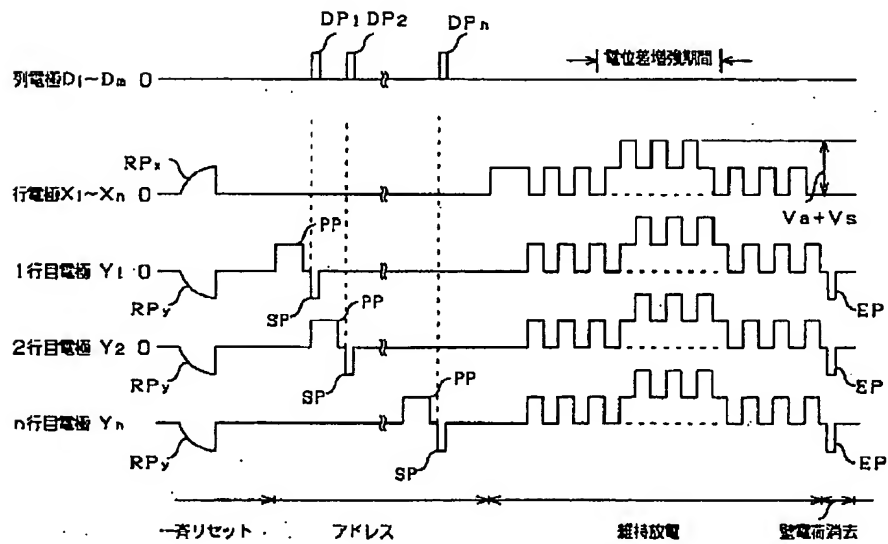 DP1 DP2 DPn
列電極D1~Dm 0
電位差増強期間
RPx
行電極X1~Xn 0
Va+Vs
PP
1行目電極 Y1 0
RPy
SP
EP
PP
2行目電極 Y2 0
RPy
SP
EP
PP
n行目電極 Yn
RPy
SP
EP
一斉リセット アドレス 維持放電 壁電荷消去